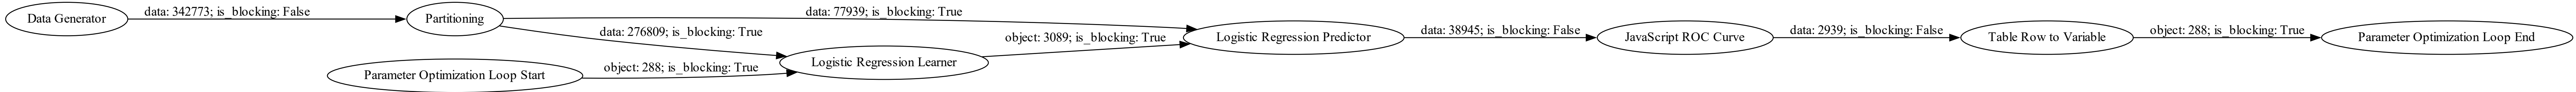 Data Generator
data: 342773; is_blocking: False
Partitioning
data: 77939; is_blocking: True
data: 276809; is_blocking: True
Parameter Optimization Loop Start
object: 288; is_blocking: True
Logistic Regression Learner
object: 3089; is_blocking: True
Logistic Regression Predictor
data: 38945; is_blocking: False
JavaScript ROC Curve
data: 2939; is_blocking: False
Table Row to Variable
object: 288; is_blocking: True
Parameter Optimization Loop End